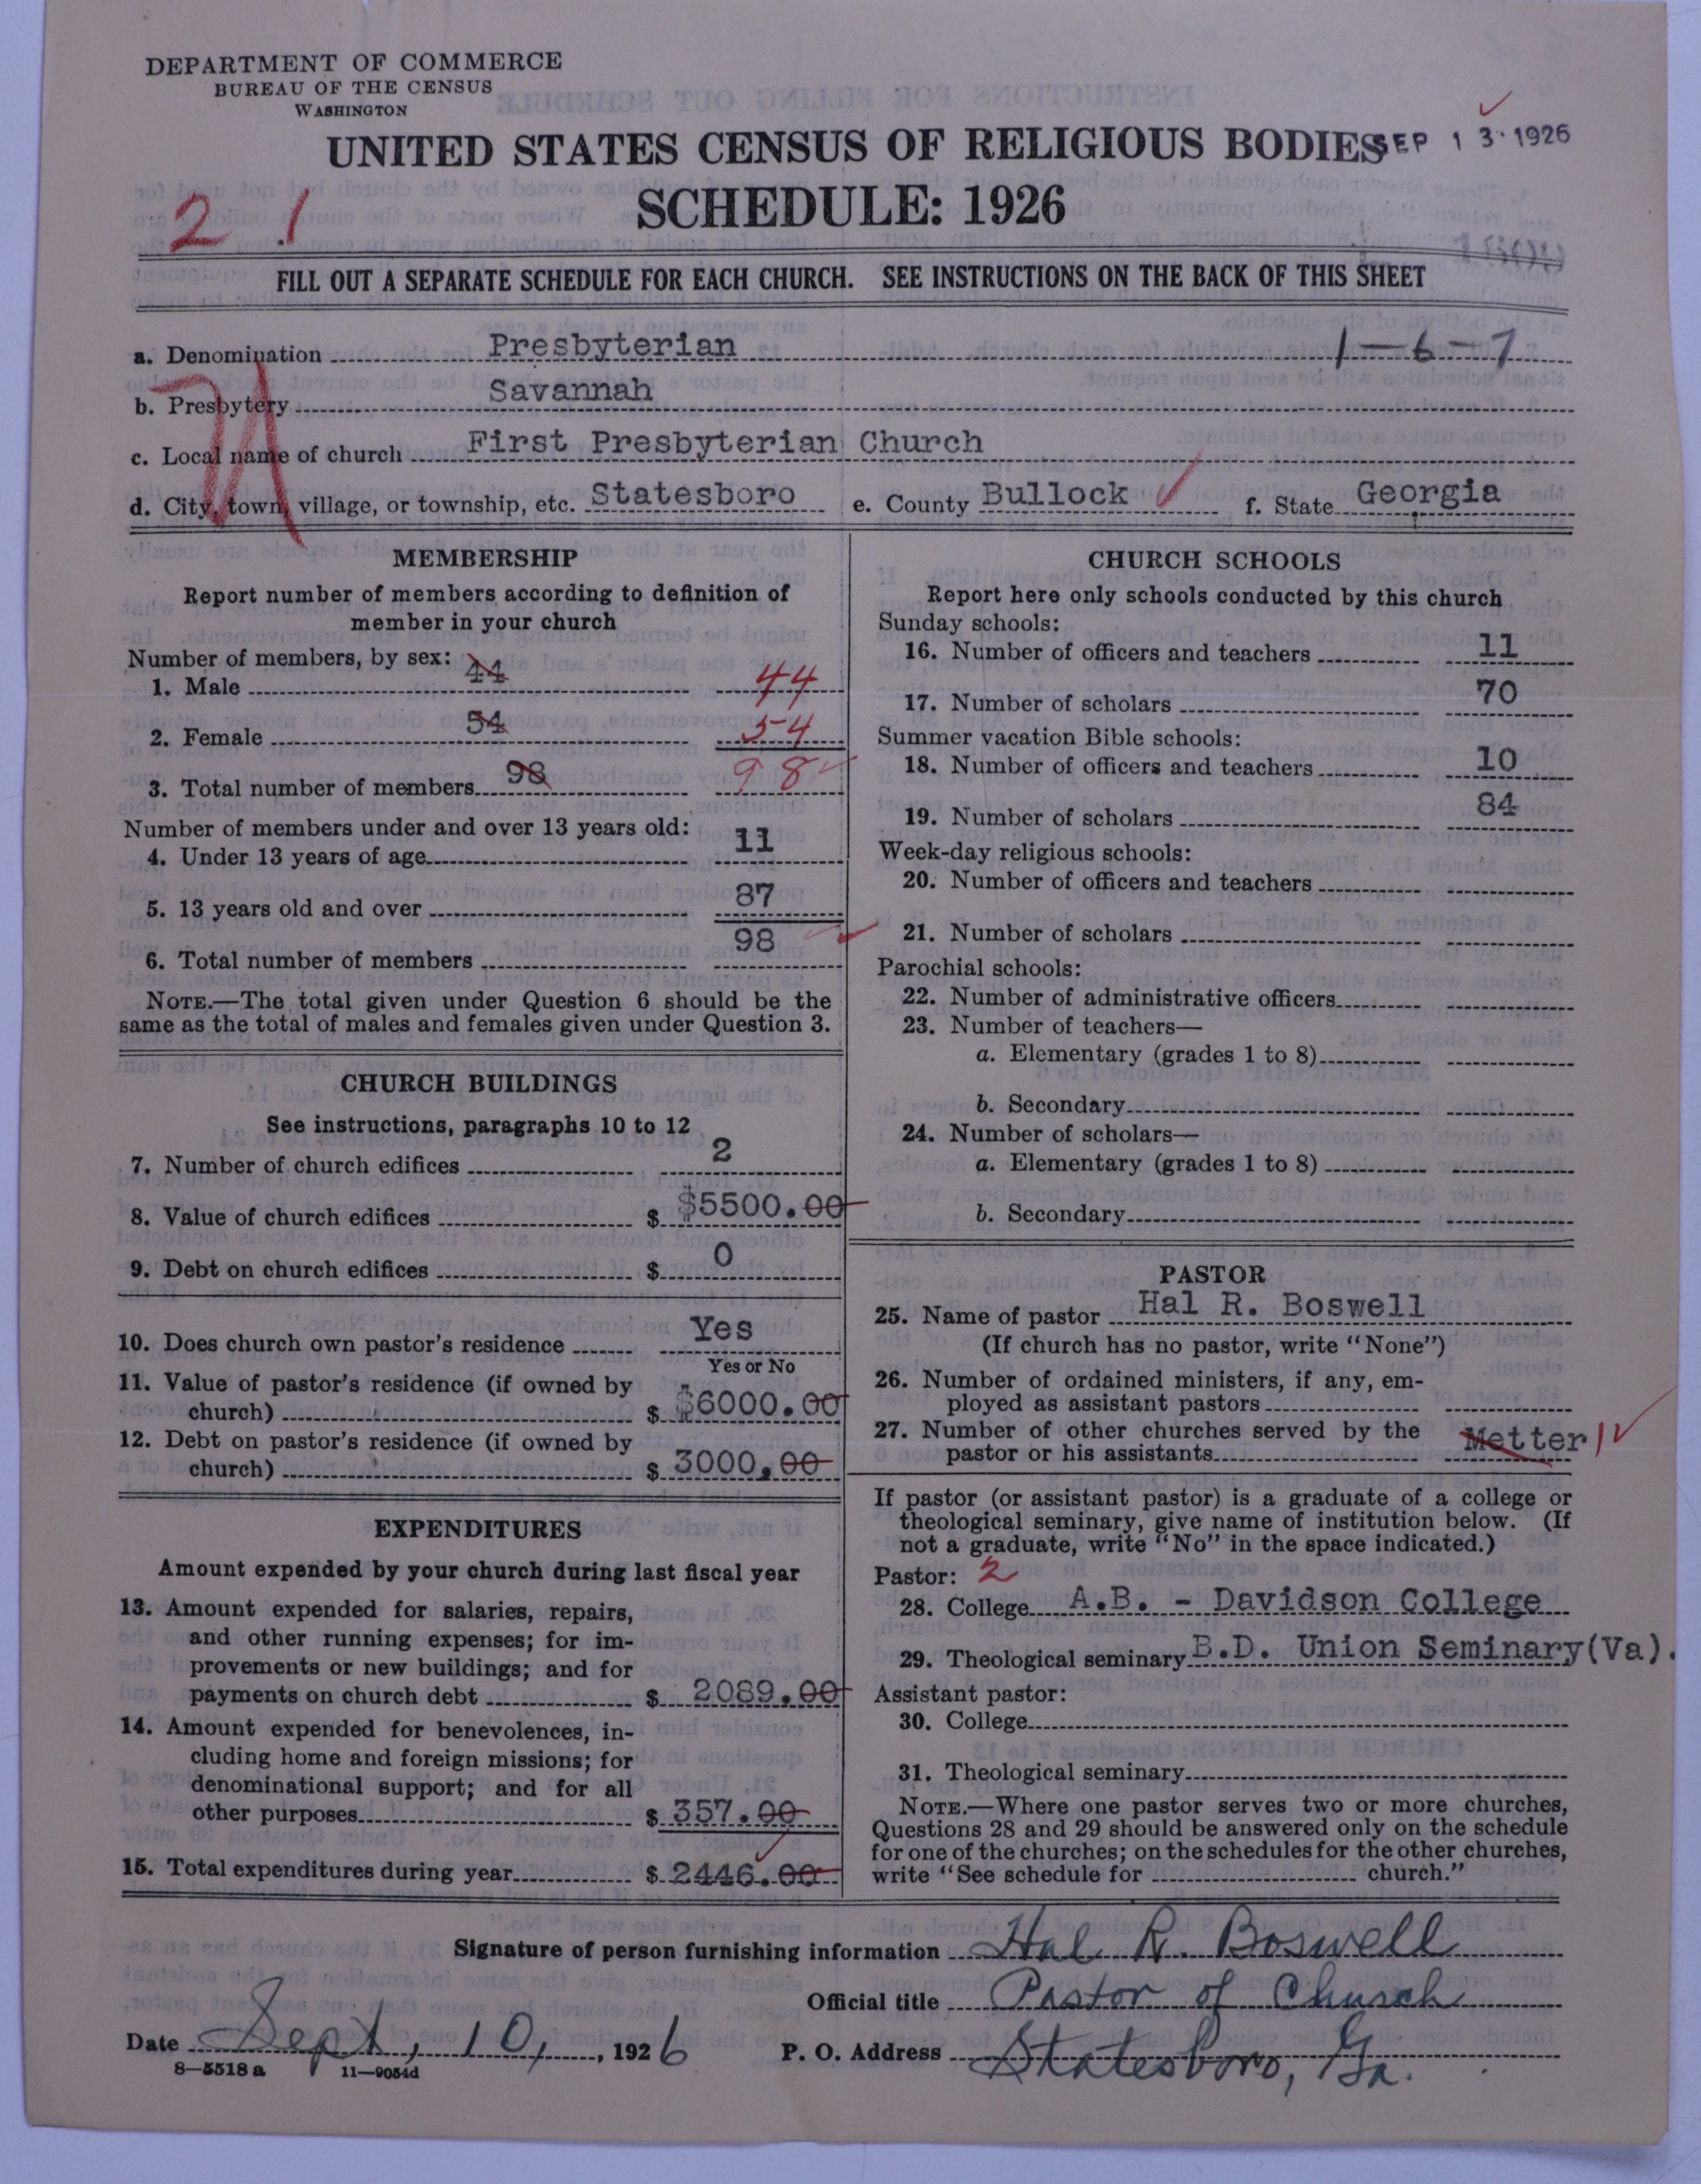 DEPARTMENT OF COMMERCE
BUREAU OF THE CENSUS
WASHINGTON
UNITED STATES CENSUS OF RELIGIOUS BODIES
SEP 13 1926
SCHEDULE: 1926
2 1
FILL OUT A SEPARATE SCHEDULE FOR EACH CHURCH. SEE INSTRUCTIONS ON THE BACK OF THIS SHEET
a. Denomination Presbyterian 1-6-7
b. Presbytery Savannah
c. Local name of church First Presbyterian Church
d. City, town, village, or township, etc. Statesboro e. County Bullock f. State Georgia
MEMBERSHIP
Report number of members according to definition of
member in your church
Number of members, by sex:
1. Male 44 44
2. Female 54 54
3. Total number of members 98 98
Number of members under and over 13 years old:
4. Under 13 years of age 11
5. 13 years old and over 87
6. Total number of members 98
NOTE.—The total given under Question 6 should be the
same as the total of males and females given under Question 3.
CHURCH BUILDINGS
See instructions, paragraphs 10 to 12
7. Number of church edifices 2
8. Value of church edifices $ $5500.00
9. Debt on church edifices $ 0
10. Does church own pastor's residence Yes
Yes or No
11. Value of pastor's residence (if owned by
church) $ $6000.00
12. Debt on pastor's residence (if owned by
church) $ 3000.00
EXPENDITURES
Amount expended by your church during last fiscal year
13. Amount expended for salaries, repairs,
and other running expenses; for im-
provements or new buildings; and for
payments on church debt $ 2089.00
14. Amount expended for benevolences, in-
cluding home and foreign missions; for
denominational support; and for all
other purposes $ 357.00
15. Total expenditures during year $ 2446.00
CHURCH SCHOOLS
Report here only schools conducted by this church
Sunday schools:
16. Number of officers and teachers 11
17. Number of scholars 70
Summer vacation Bible schools:
18. Number of officers and teachers 10
19. Number of scholars 84
Week-day religious schools:
20. Number of officers and teachers
21. Number of scholars
Parochial schools:
22. Number of administrative officers
23. Number of teachers—
a. Elementary (grades 1 to 8)
b. Secondary
24. Number of scholars—
a. Elementary (grades 1 to 8)
b. Secondary
PASTOR
25. Name of pastor Hal R. Boswell
(If church has no pastor, write "None")
26. Number of ordained ministers, if any, em-
ployed as assistant pastors
27. Number of other churches served by the
pastor or his assistants Metter 1
If pastor (or assistant pastor) is a graduate of a college or
theological seminary, give name of institution below. (If
not a graduate, write "No" in the space indicated.)
Pastor: 2
28. College A.B. - Davidson College
29. Theological seminary B.D. Union Seminary(Va).
Assistant pastor:
30. College
31. Theological seminary
NOTE.—Where one pastor serves two or more churches,
Questions 28 and 29 should be answered only on the schedule
for one of the churches; on the schedules for the other churches,
write "See schedule for church."
Signature of person furnishing information Hal R. Boswell
Official title Pastor of Church
Date Sept, 10, , 1926 P. O. Address Statesboro, Ga.
8—5518 a 11—9054d